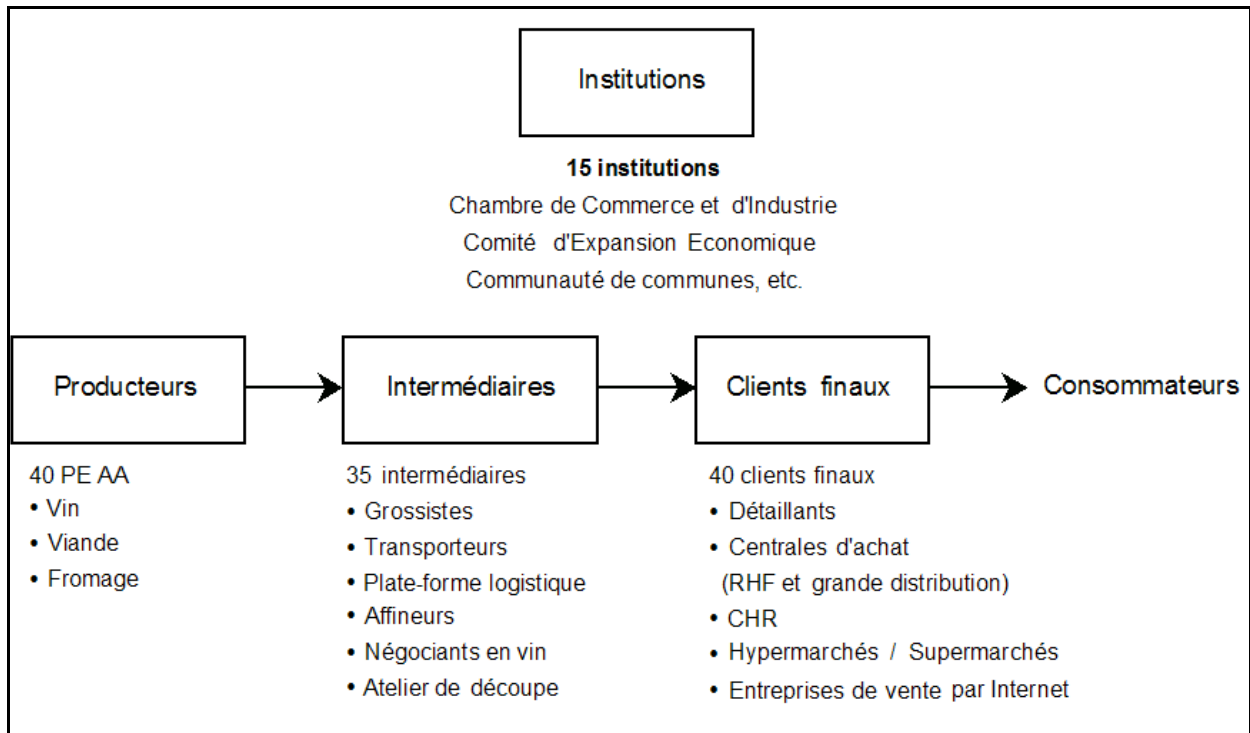 Institutions
15 institutions
Chambre de Commerce et d'Industrie
Comité d'Expansion Economique
Communauté de communes, etc.
Producteurs
Intermédiaires
Clients finaux
Consommateurs
40 PE AA
• Vin
• Viande
• Fromage
35 intermédiaires
• Grossistes
• Transporteurs
• Plate-forme logistique
• Affineurs
• Négociants en vin
• Atelier de découpe
40 clients finaux
• Détaillants
• Centrales d'achat
(RHF et grande distribution)
• CHR
• Hypermarchés / Supermarchés
• Entreprises de vente par Internet